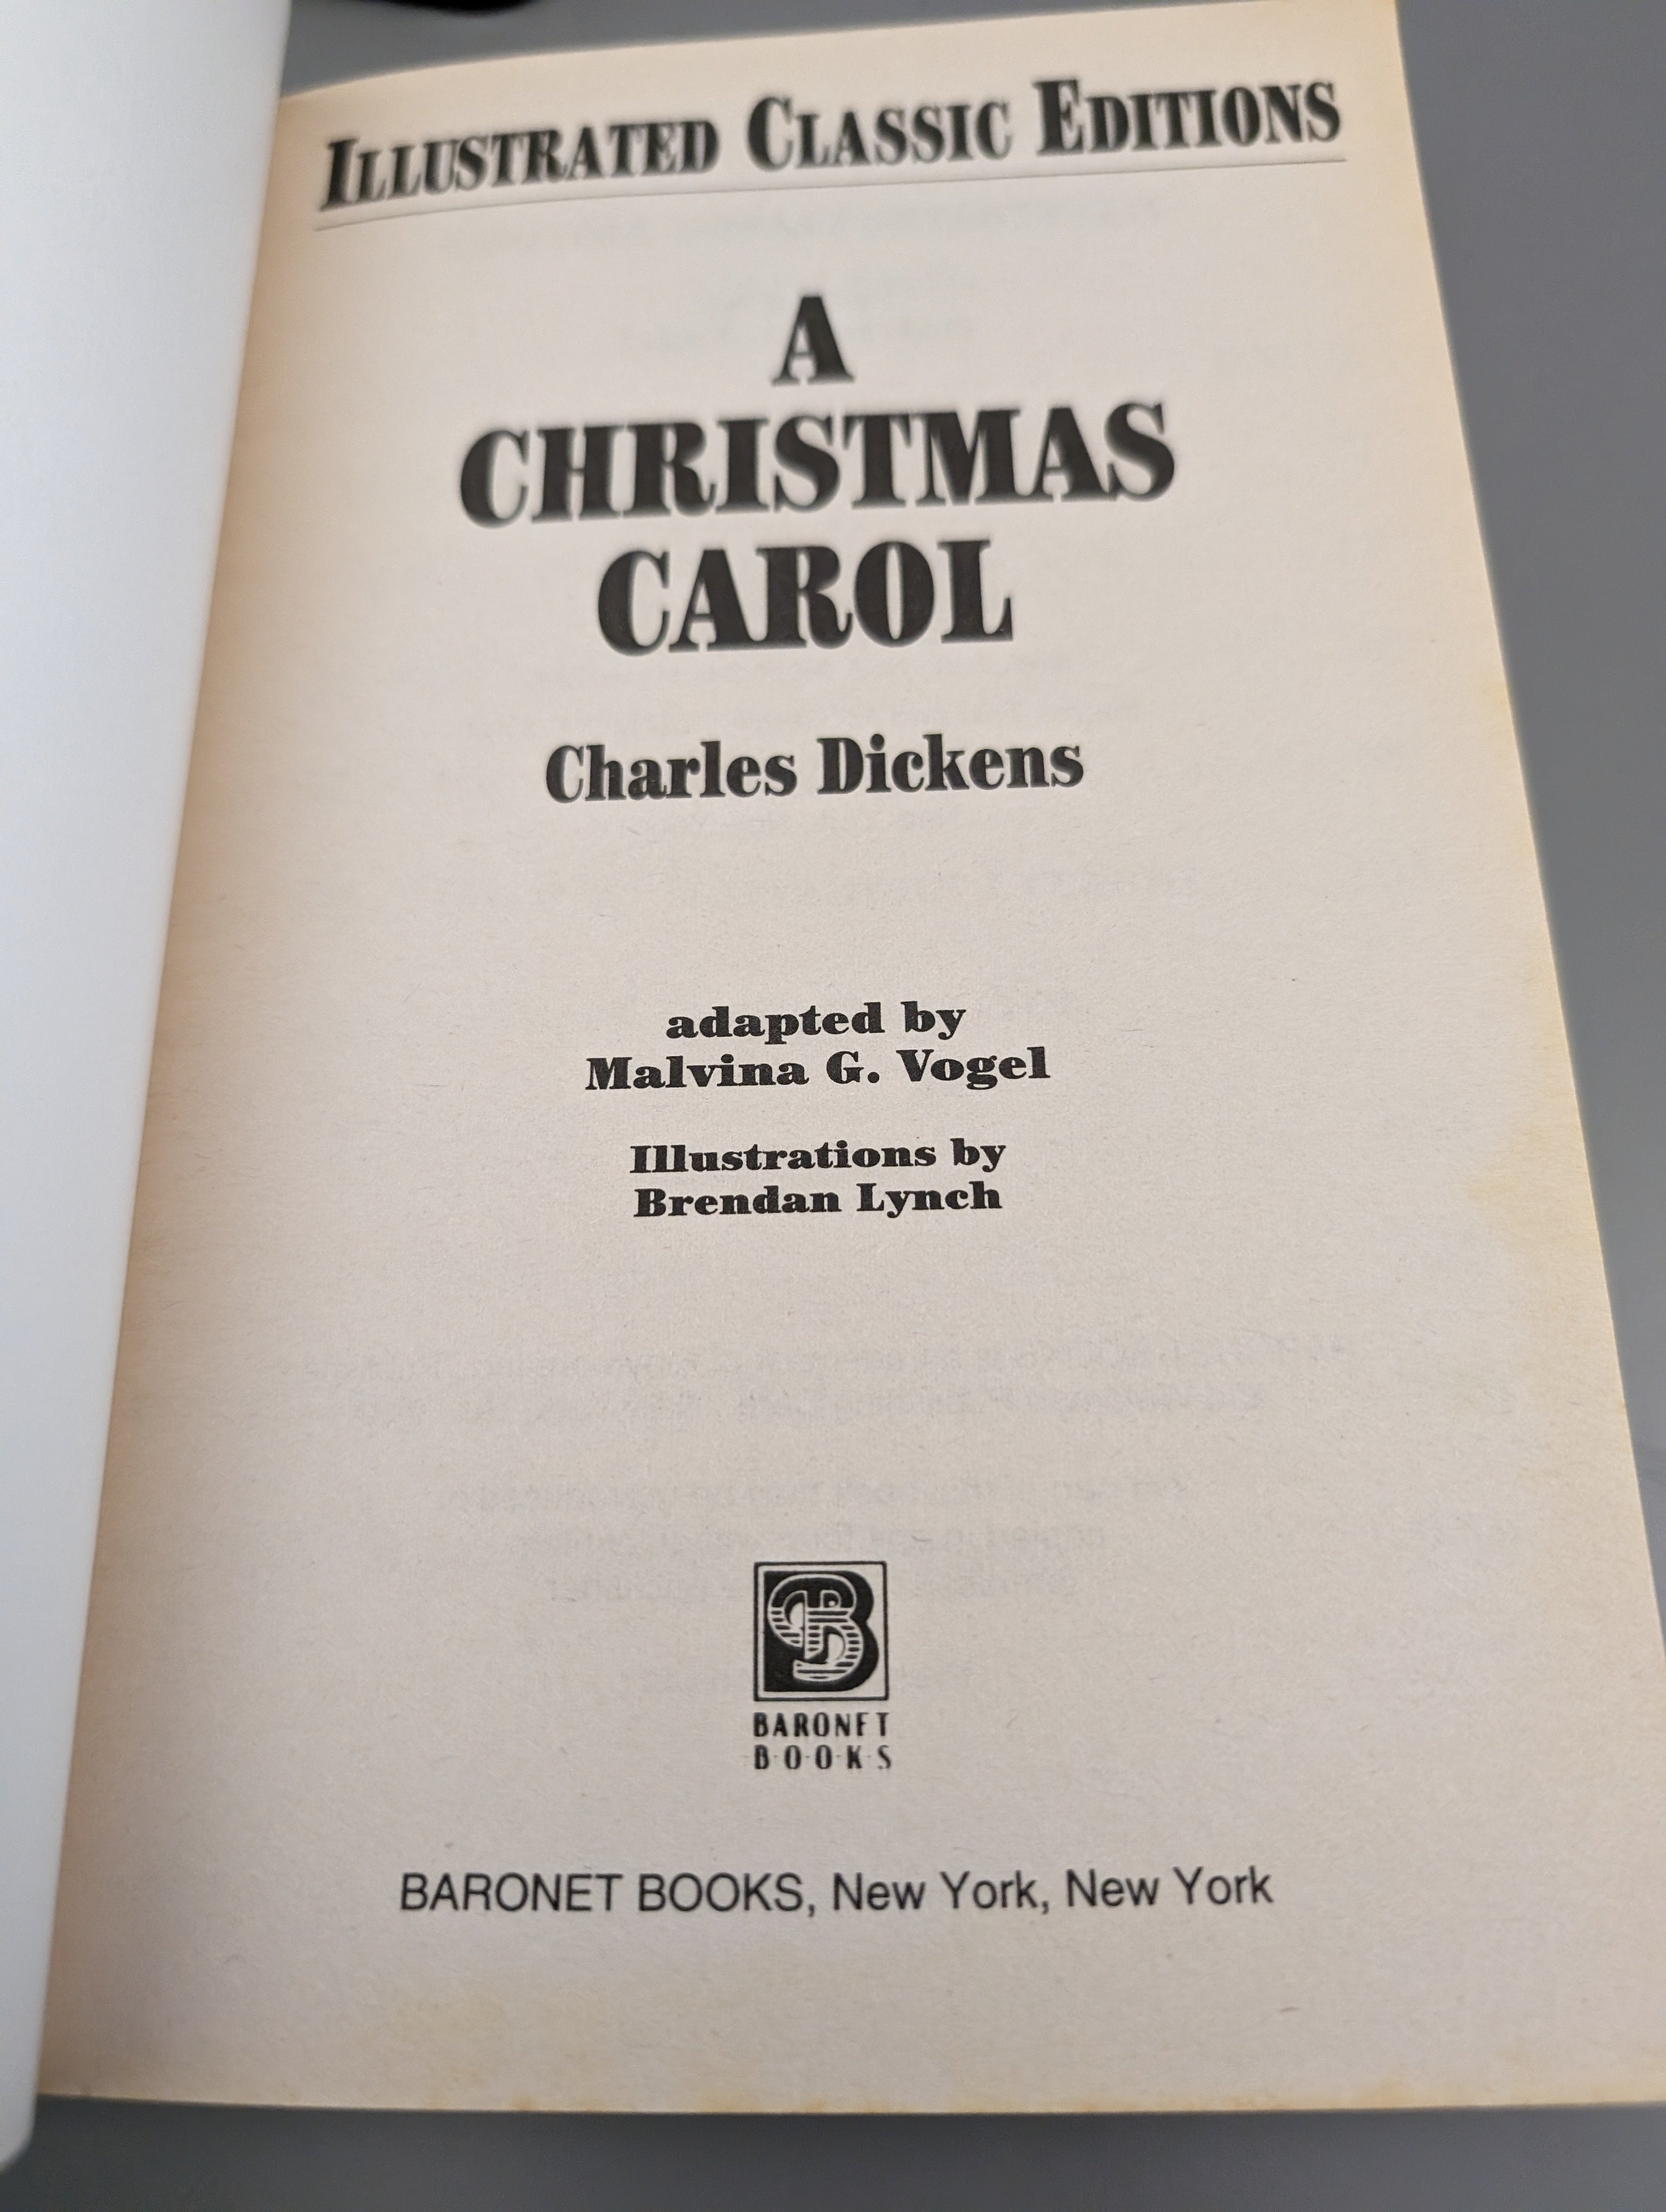 ILLUSTRATED CLASSIC EDITIONS
A
CHRISTMAS
CAROL
Charles Dickens
adapted by
Malvina G. Vogel
Illustrations by
Brendan Lynch
BARONET
B·O·O·K·S
BARONET BOOKS, New York, New York